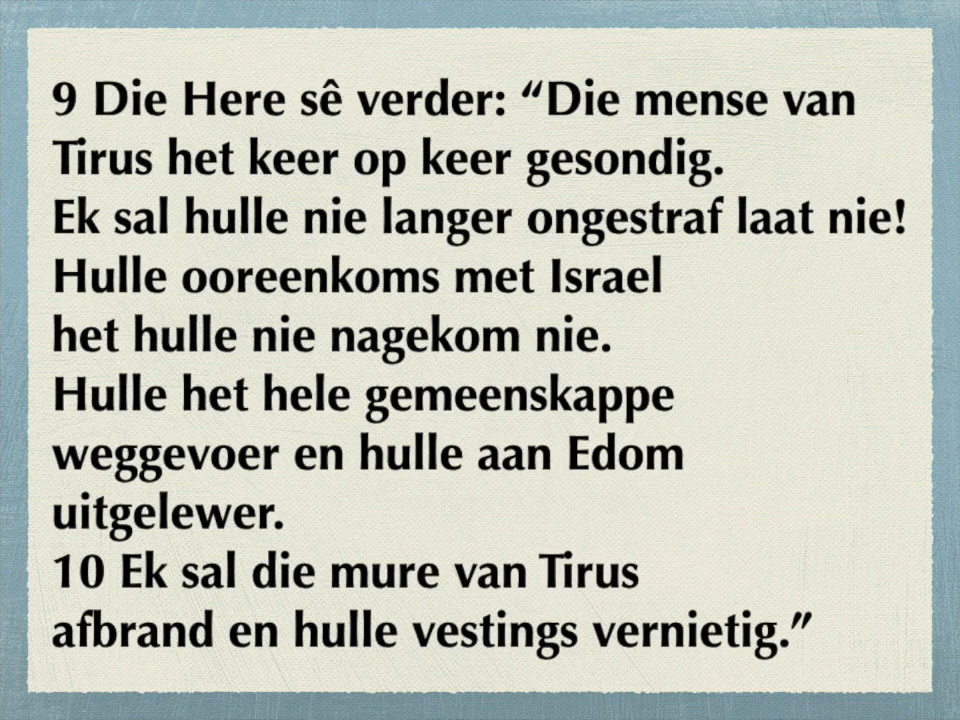 9 Die Here sê verder: “Die mense van
Tirus het keer op keer gesondig.
Ek sal hulle nie langer ongestraf laat nie!
Hulle ooreenkoms met Israel
het hulle nie nagekom nie.
Hulle het hele gemeenskappe
weggevoer en hulle aan Edom
uitgelewer.
10 Ek sal die mure van Tirus
afbrand en hulle vestings vernietig.”